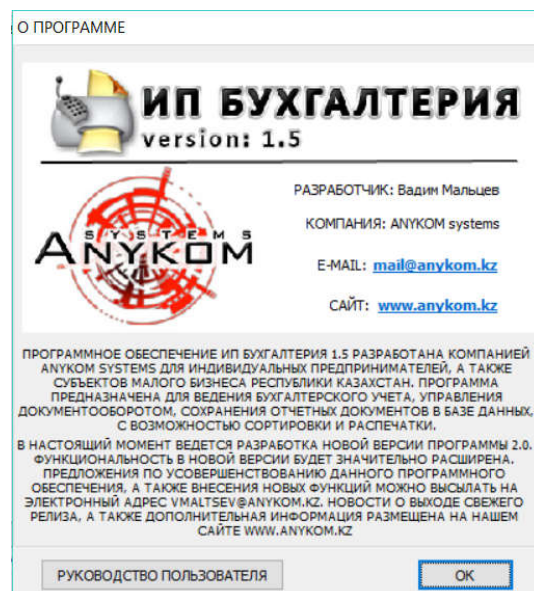 О ПРОГРАММЕ
ИП БУХГАЛТЕРИЯ
version: 1.5
SYSTEMS
ANYKOM
РАЗРАБОТЧИК: Вадим Мальцев
КОМПАНИЯ: ANYKOM systems
E-MAIL: mail@anykom.kz
САЙТ: www.anykom.kz
ПРОГРАММНОЕ ОБЕСПЕЧЕНИЕ ИП БУХГАЛТЕРИЯ 1.5 РАЗРАБОТАНА КОМПАНИЕЙ
ANYKOM SYSTEMS ДЛЯ ИНДИВИДУАЛЬНЫХ ПРЕДПРИНИМАТЕЛЕЙ, А ТАКЖЕ
СУБЪЕКТОВ МАЛОГО БИЗНЕСА РЕСПУБЛИКИ КАЗАХСТАН. ПРОГРАММА
ПРЕДНАЗНАЧЕНА ДЛЯ ВЕДЕНИЯ БУХГАЛТЕРСКОГО УЧЕТА, УПРАВЛЕНИЯ
ДОКУМЕНТООБОРОТОМ, СОХРАНЕНИЯ ОТЧЕТНЫХ ДОКУМЕНТОВ В БАЗЕ ДАННЫХ,
С ВОЗМОЖНОСТЬЮ СОРТИРОВКИ И РАСПЕЧАТКИ.
В НАСТОЯЩИЙ МОМЕНТ ВЕДЕТСЯ РАЗРАБОТКА НОВОЙ ВЕРСИИ ПРОГРАММЫ 2.0.
ФУНКЦИОНАЛЬНОСТЬ В НОВОЙ ВЕРСИИ БУДЕТ ЗНАЧИТЕЛЬНО РАСШИРЕНА.
ПРЕДЛОЖЕНИЯ ПО УСОВЕРШЕНСТВОВАНИЮ ДАННОГО ПРОГРАММНОГО
ОБЕСПЕЧЕНИЯ, А ТАКЖЕ ВНЕСЕНИЯ НОВЫХ ФУНКЦИЙ МОЖНО ВЫСЫЛАТЬ НА
ЭЛЕКТРОННЫЙ АДРЕС VMALTSEV@ANYKOM.KZ. НОВОСТИ О ВЫХОДЕ СВЕЖЕГО
РЕЛИЗА, А ТАКЖЕ ДОПОЛНИТЕЛЬНАЯ ИНФОРМАЦИЯ РАЗМЕЩЕНА НА НАШЕМ
САЙТЕ WWW.ANYKOM.KZ
РУКОВОДСТВО ПОЛЬЗОВАТЕЛЯ
ОК